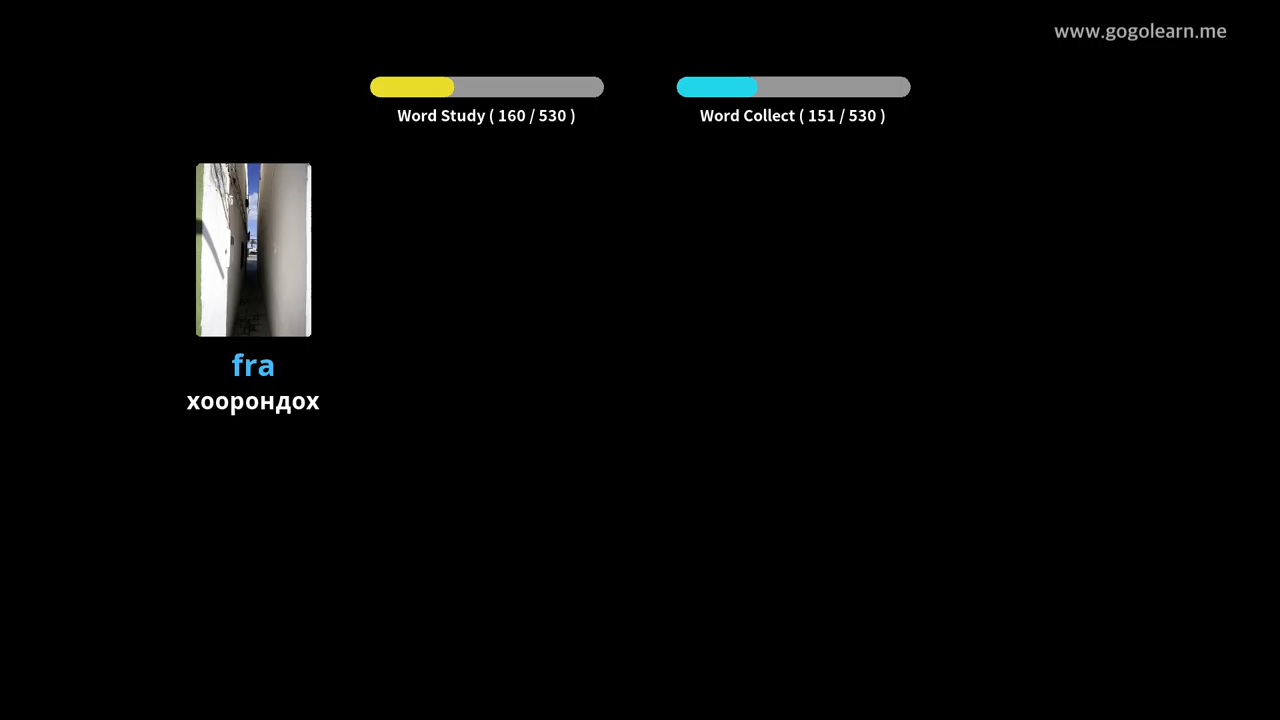 www.gogolearn.me
Word Study ( 160 / 530 )
Word Collect ( 151 / 530 )
fra
хоорондох